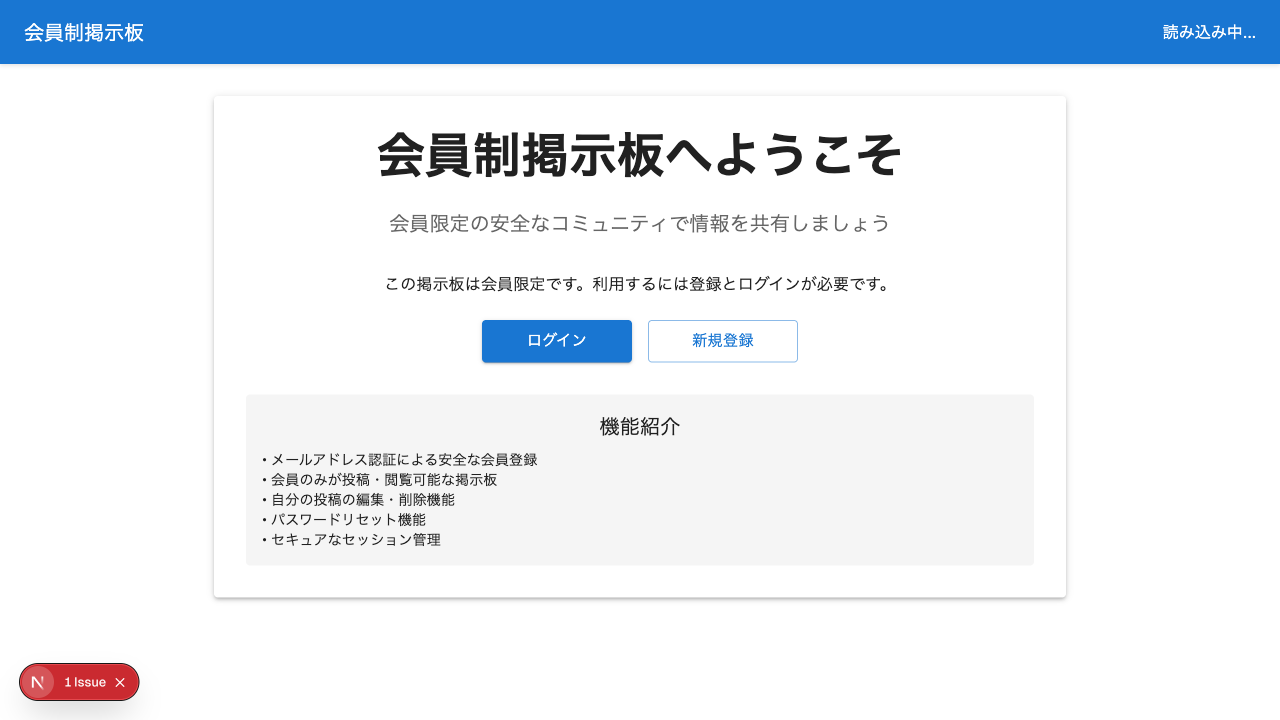 会員制掲示板
読み込み中...
会員制掲示板へようこそ
会員限定の安全なコミュニティで情報を共有しましょう
この掲示板は会員限定です。利用するには登録とログインが必要です。
ログイン
新規登録
機能紹介
• メールアドレス認証による安全な会員登録
• 会員のみが投稿・閲覧可能な掲示板
• 自分の投稿の編集・削除機能
• パスワードリセット機能
• セキュアなセッション管理
N 1 Issue